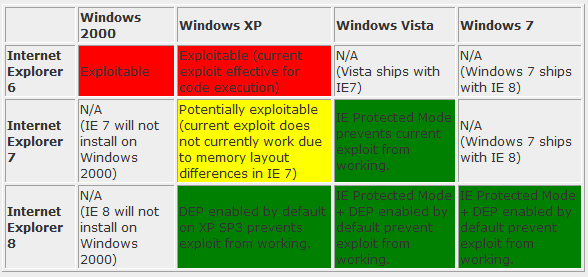 Windows 2000 Windows XP Windows Vista Windows 7
Internet Explorer 6
Exploitable
Exploitable (current
exploit effective for
code execution)
N/A
(Vista ships with
IE7)
N/A
(Windows 7 ships
with IE 8)
Internet
Explorer
7
N/A
(IE 7 will not
install on
Windows
2000)
Potentially exploitable
(current exploit does
not currently work due
to memory layout
differences in IE 7)
IE Protected Mode
prevents current
exploit from
working.
N/A
(Windows 7 ships
with IE 8)
Internet
Explorer
8
N/A
(IE 8 will not
install on
Windows
2000)
DEP enabled by default
on XP SP3 prevents
exploit from working.
IE Protected Mode
+ DEP enabled by
default prevent
exploit from
working.
IE Protected Mode
+ DEP enabled by
default prevent
exploit from
working.